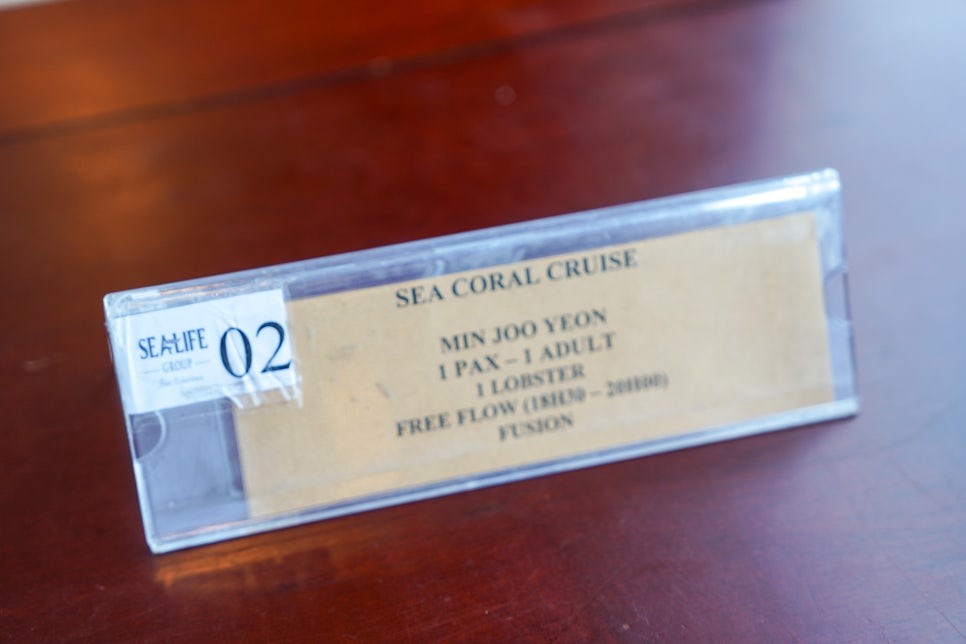 SEA CORAL CRUISE
SEALIFE
GROUP
02
MIN JOO YEON
1 PAX – 1 ADULT
1 LOBSTER
FREE FLOW (18H30 – 20H00)
FUSION